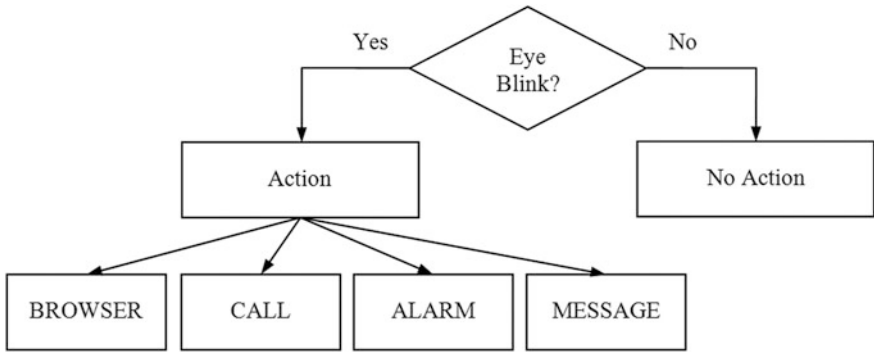 Yes
Eye
Blink?
No
Action
No Action
BROWSER
CALL
ALARM
MESSAGE